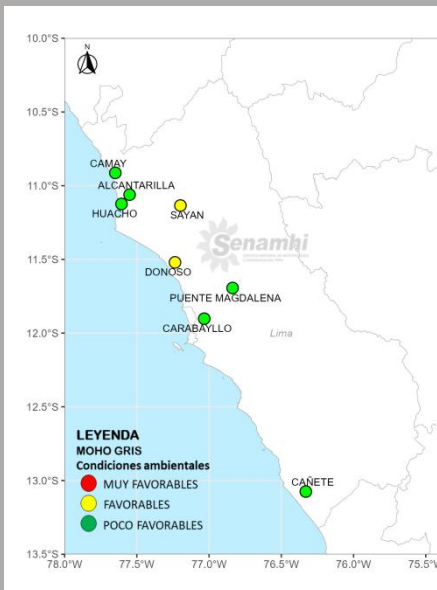 N
10.0°S
10.5°S
11.0°S
11.5°S
12.0°S
12.5°S
13.0°S
13.5°S
CAMAY
ALCANTARILLA
HUACHO
SAYAN
Senamhi
DONOSO
PUENTE MAGDALENA
CARABAYLLO
Lima
CAÑETE
LEYENDA
MOHO GRIS
Condiciones ambientales
MUY FAVORABLES
FAVORABLES
POCO FAVORABLES
78.0°W 77.5°W 77.0°W 76.5°W 76.0°W 75.5°W